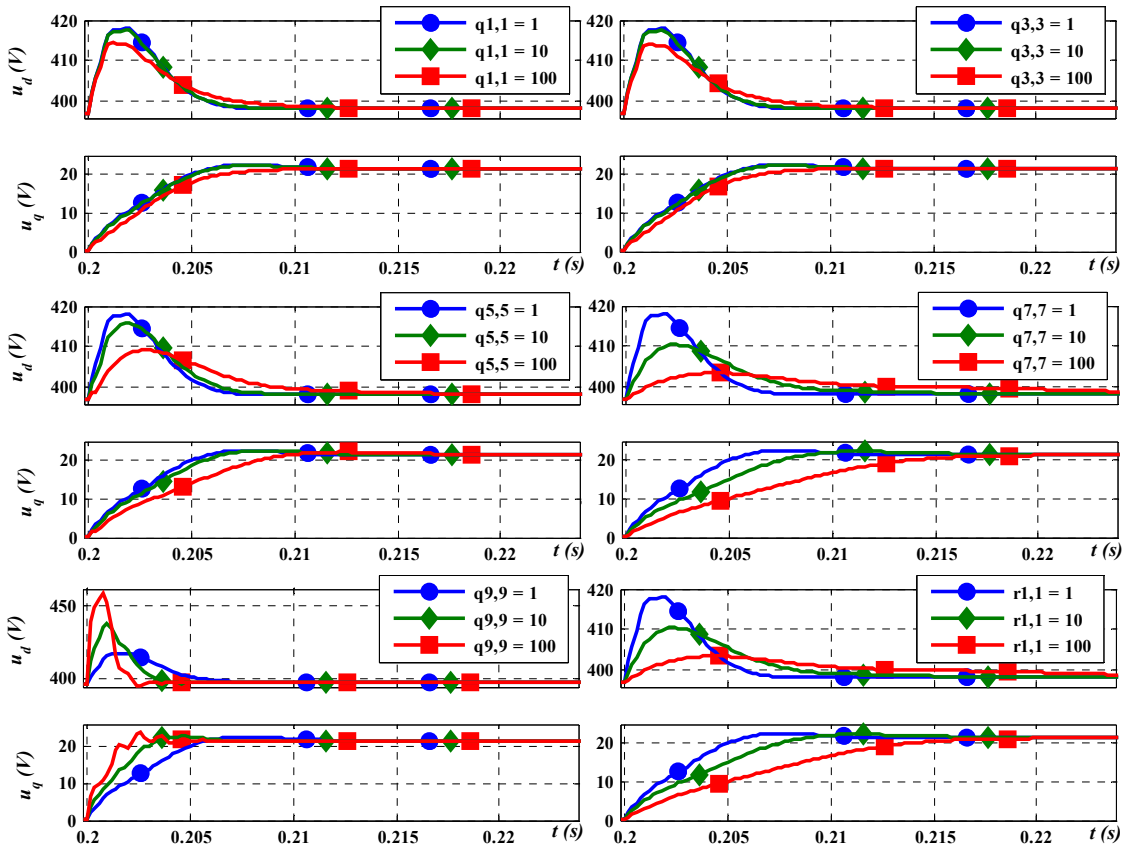 420
410
400
u_d (V)
q1,1 = 1
q1,1 = 10
q1,1 = 100
420
410
400
u_d (V)
q3,3 = 1
q3,3 = 10
q3,3 = 100
20
10
0
u_q (V)
0.2 0.205 0.21 0.215 0.22 t (s)
20
10
0
u_q (V)
0.2 0.205 0.21 0.215 0.22 t (s)
420
410
400
u_d (V)
q5,5 = 1
q5,5 = 10
q5,5 = 100
420
410
400
u_d (V)
q7,7 = 1
q7,7 = 10
q7,7 = 100
20
10
0
u_q (V)
0.2 0.205 0.21 0.215 0.22 t (s)
20
10
0
u_q (V)
0.2 0.205 0.21 0.215 0.22 t (s)
450
400
u_d (V)
q9,9 = 1
q9,9 = 10
q9,9 = 100
420
410
400
u_d (V)
r1,1 = 1
r1,1 = 10
r1,1 = 100
20
10
0
u_q (V)
0.2 0.205 0.21 0.215 0.22 t (s)
20
10
0
u_q (V)
0.2 0.205 0.21 0.215 0.22 t (s)